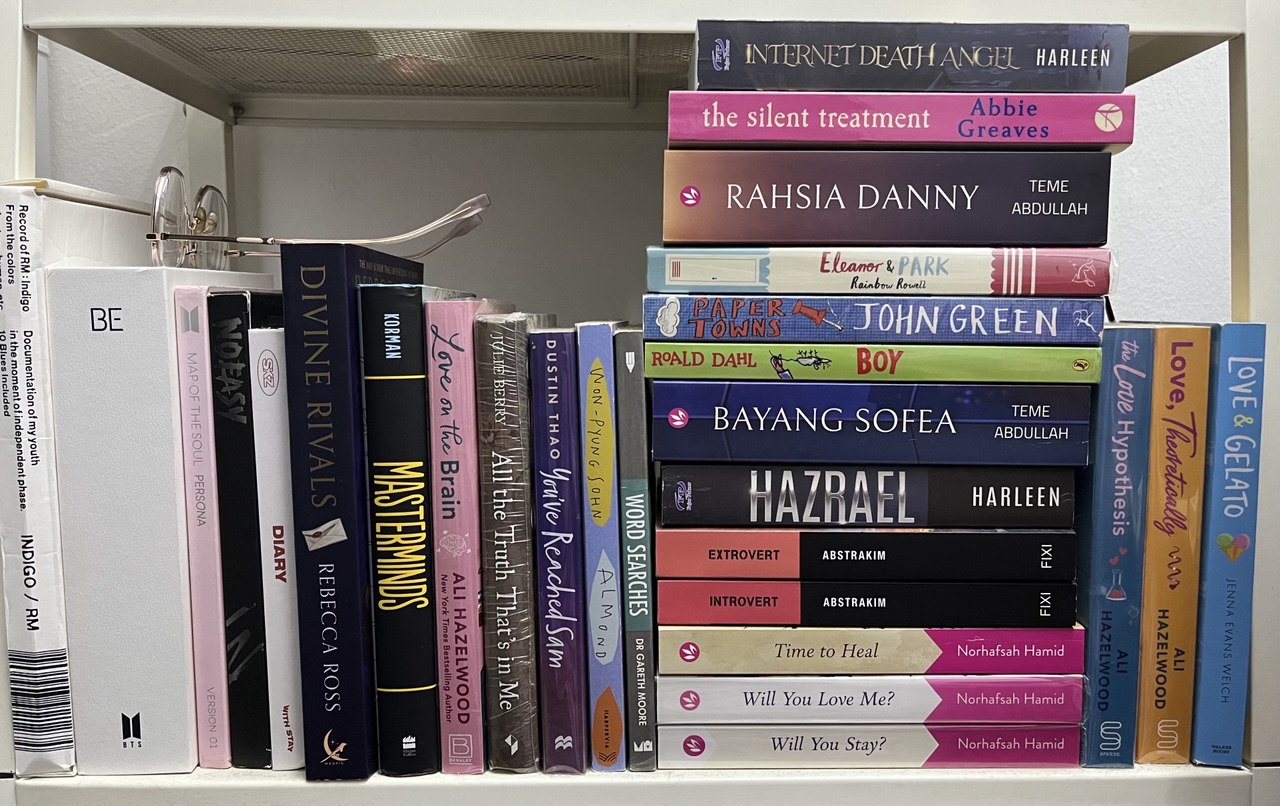 Record of RM : Indigo
From the colors
Documentation of my youth
in the moment of independent phase.
to Blues Included
INDIGO / RM
BE
BTS
MAP OF THE SOUL PERSONA
VERSION 01
NOEASY
SKZ
DIARY
WITH STAY
DIVINE RIVALS
REBECCA ROSS
KORMAN
MASTERMINDS
Love on the Brain
ALI HAZELWOOD
New York Times Bestselling Author
BERKLEY
JULIE BERRY
All the Truth That's in Me
DUSTIN THAO
You've Reached Sam
WON-PYUNG SOHN
ALMOND
HARPERVIA
WORD SEARCHES
DR GARETH MOORE
INTERNET DEATH ANGEL HARLEEN
the silent treatment Abbie
Greaves
RAHSIA DANNY TEME
ABDULLAH
Eleanor & PARK
Rainbow Rowell
PAPER
TOWNS JOHN GREEN
ROALD DAHL BOY
BAYANG SOFEA TEME
ABDULLAH
HAZRAEL HARLEEN
EXTROVERT ABSTRAKIM FIXI
INTROVERT ABSTRAKIM FIXI
Time to Heal Norhafsah Hamid
Will You Love Me? Norhafsah Hamid
Will You Stay? Norhafsah Hamid
the Love Hypothesis
ALI
HAZELWOOD
Love, Theoretically
ALI
HAZELWOOD
LOVE & GELATO
JENNA EVANS WELCH
WALKER
BOOKS